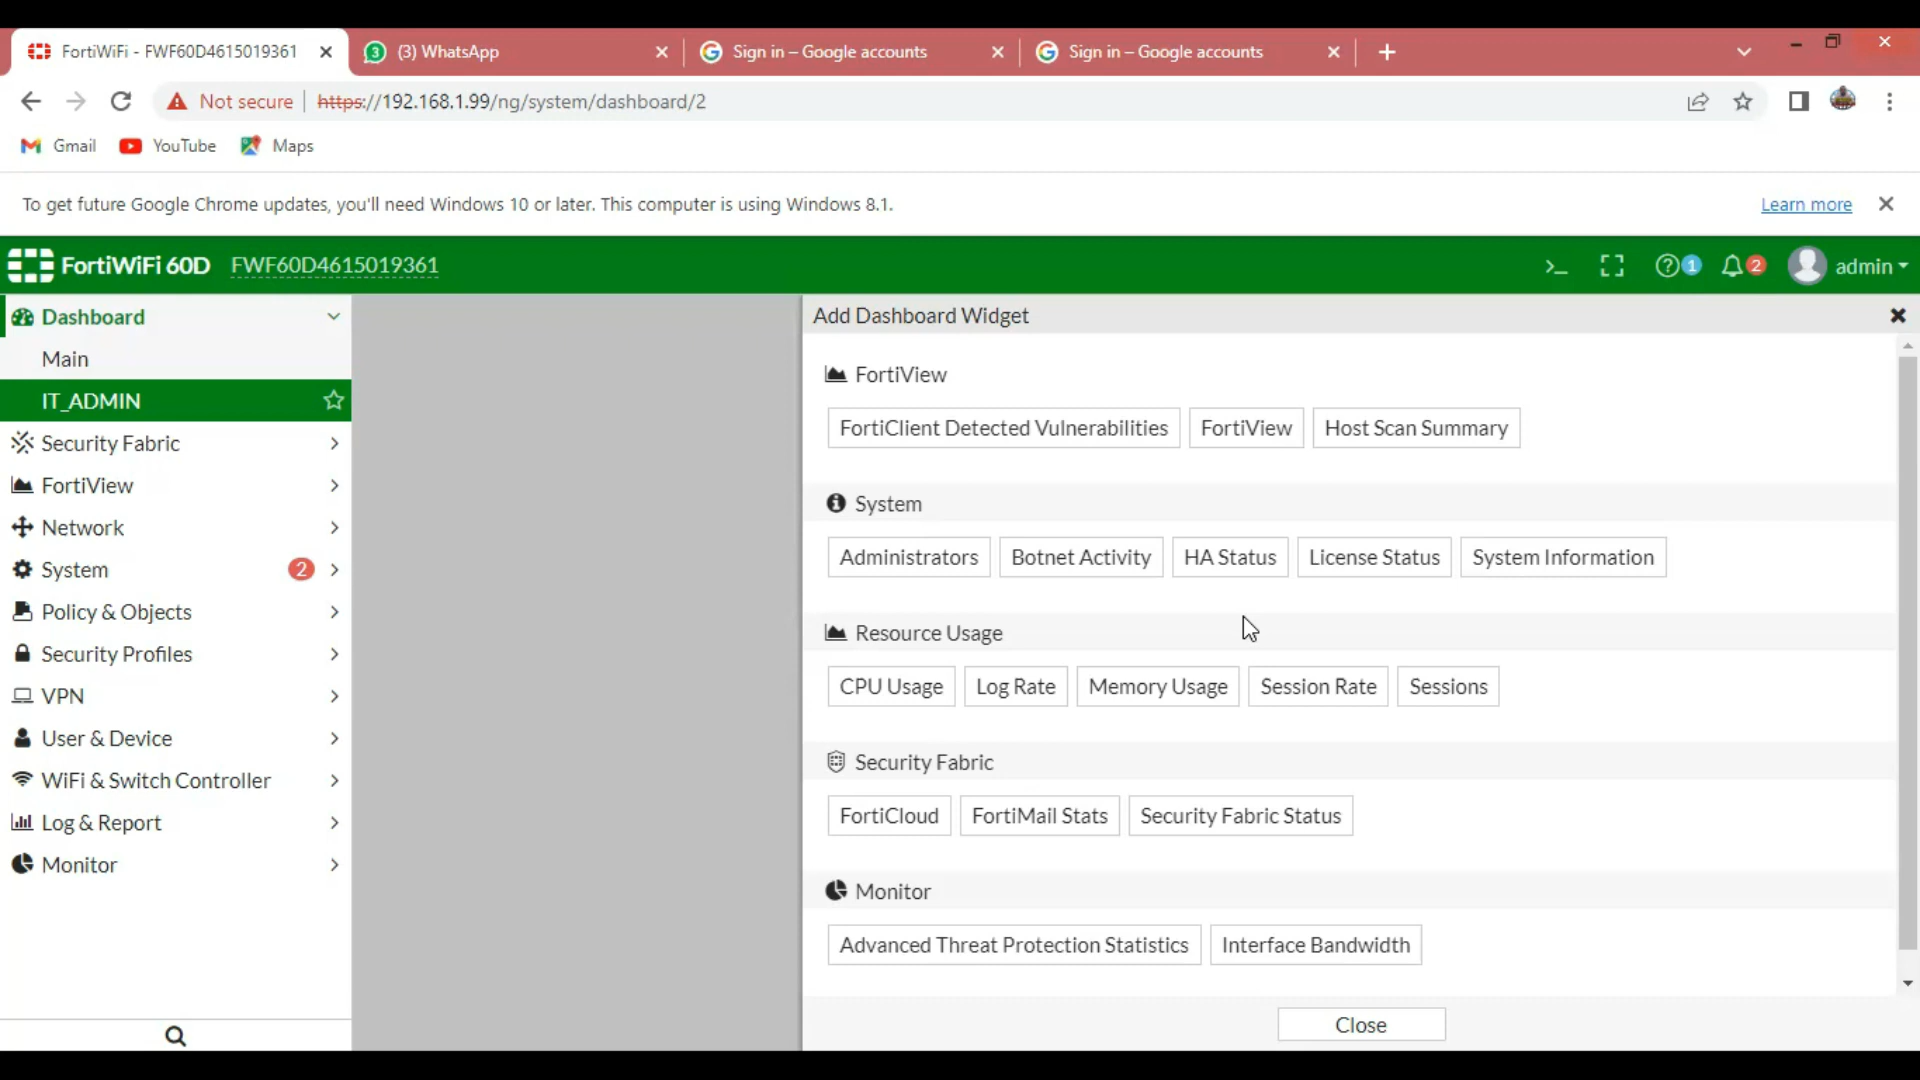 FortiWiFi - FWF60D4615019361
3
(3) WhatsApp
Sign in – Google accounts
Sign in – Google accounts
Not secure
https://192.168.1.99/ng/system/dashboard/2
Gmail
YouTube
Maps
To get future Google Chrome updates, you'll need Windows 10 or later. This computer is using Windows 8.1.
Learn more
FortiWiFi 60D
FWF60D4615019361
1
2
admin
Dashboard
Main
IT_ADMIN
Security Fabric
FortiView
Network
System
2
Policy & Objects
Security Profiles
VPN
User & Device
WiFi & Switch Controller
Log & Report
Monitor
Add Dashboard Widget
FortiView
FortiClient Detected Vulnerabilities
FortiView
Host Scan Summary
System
Administrators
Botnet Activity
HA Status
License Status
System Information
Resource Usage
CPU Usage
Log Rate
Memory Usage
Session Rate
Sessions
Security Fabric
FortiCloud
FortiMail Stats
Security Fabric Status
Monitor
Advanced Threat Protection Statistics
Interface Bandwidth
Close